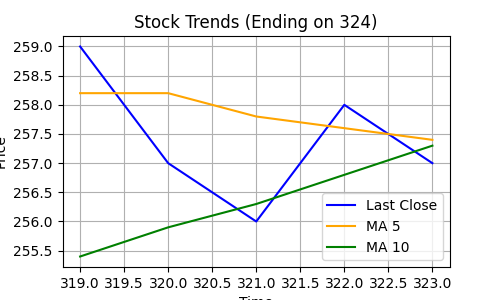 Stock Trends (Ending on 324)
259.0
258.5
258.0
257.5
257.0
256.5
256.0
255.5
Price
Last Close
MA 5
MA 10
319.0 319.5 320.0 320.5 321.0 321.5 322.0 322.5 323.0
Time